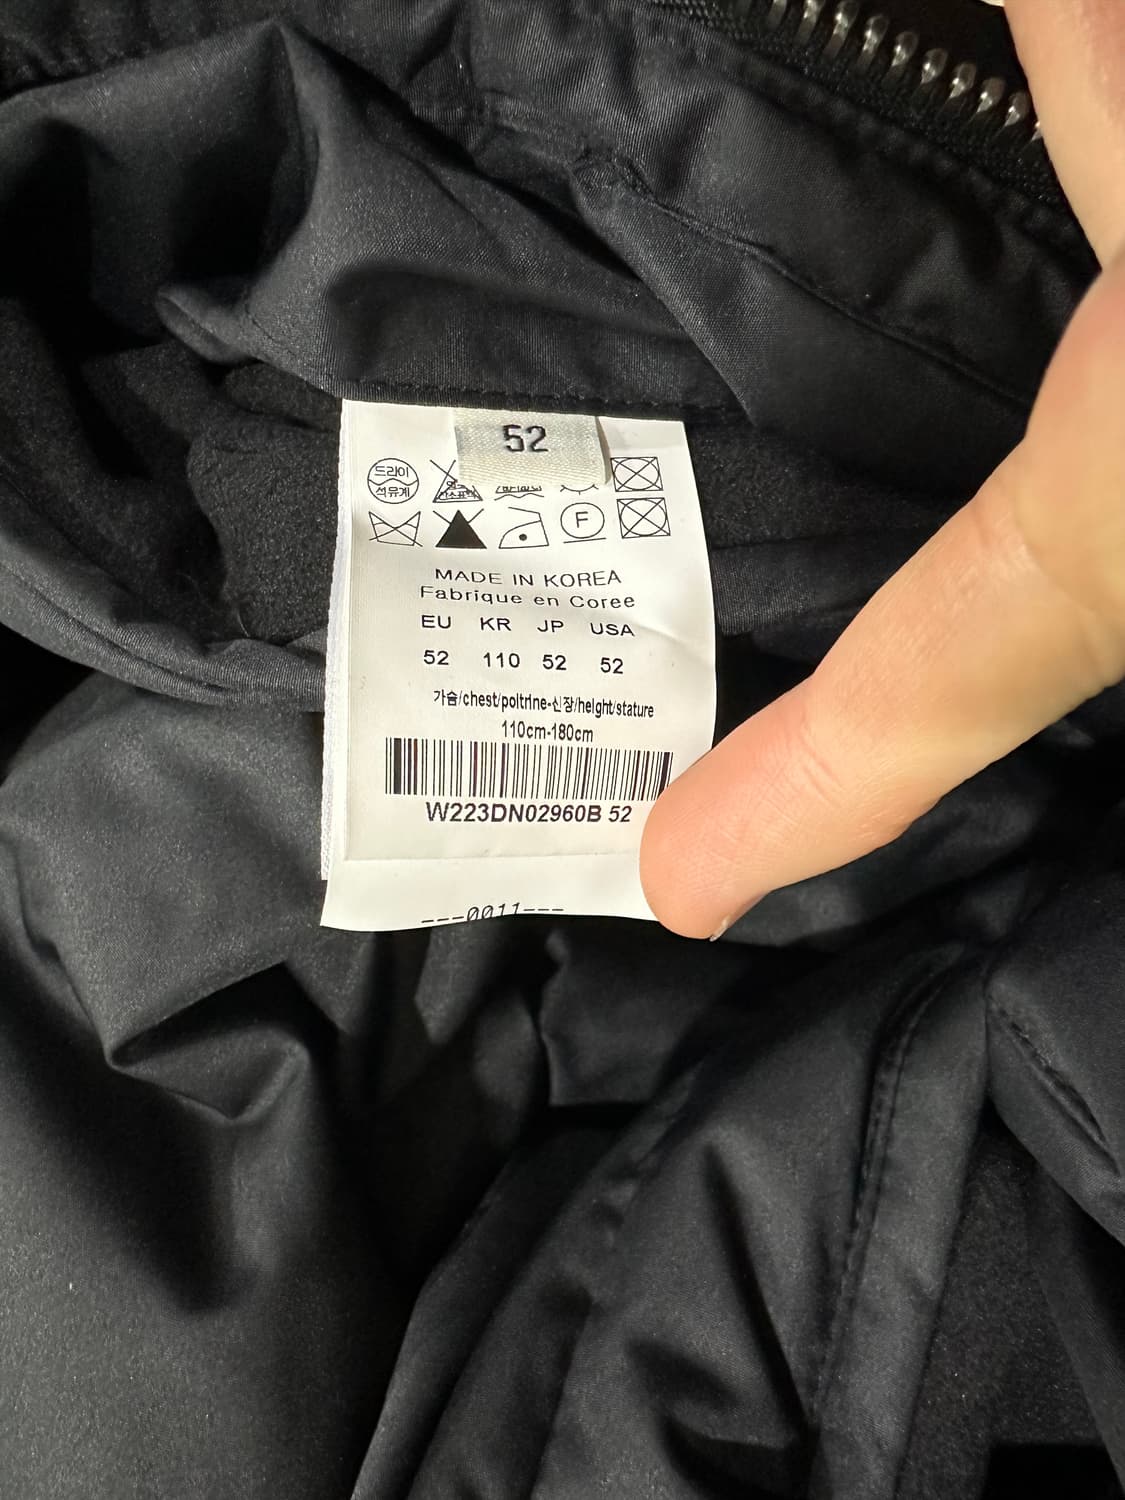 52
드라이
석유계
F
MADE IN KOREA
Fabrique en Coree
EU KR JP USA
52 110 52 52
가슴/chest/poltrine-신장/height/stature
110cm-180cm
W223DN02960B 52
---0011---